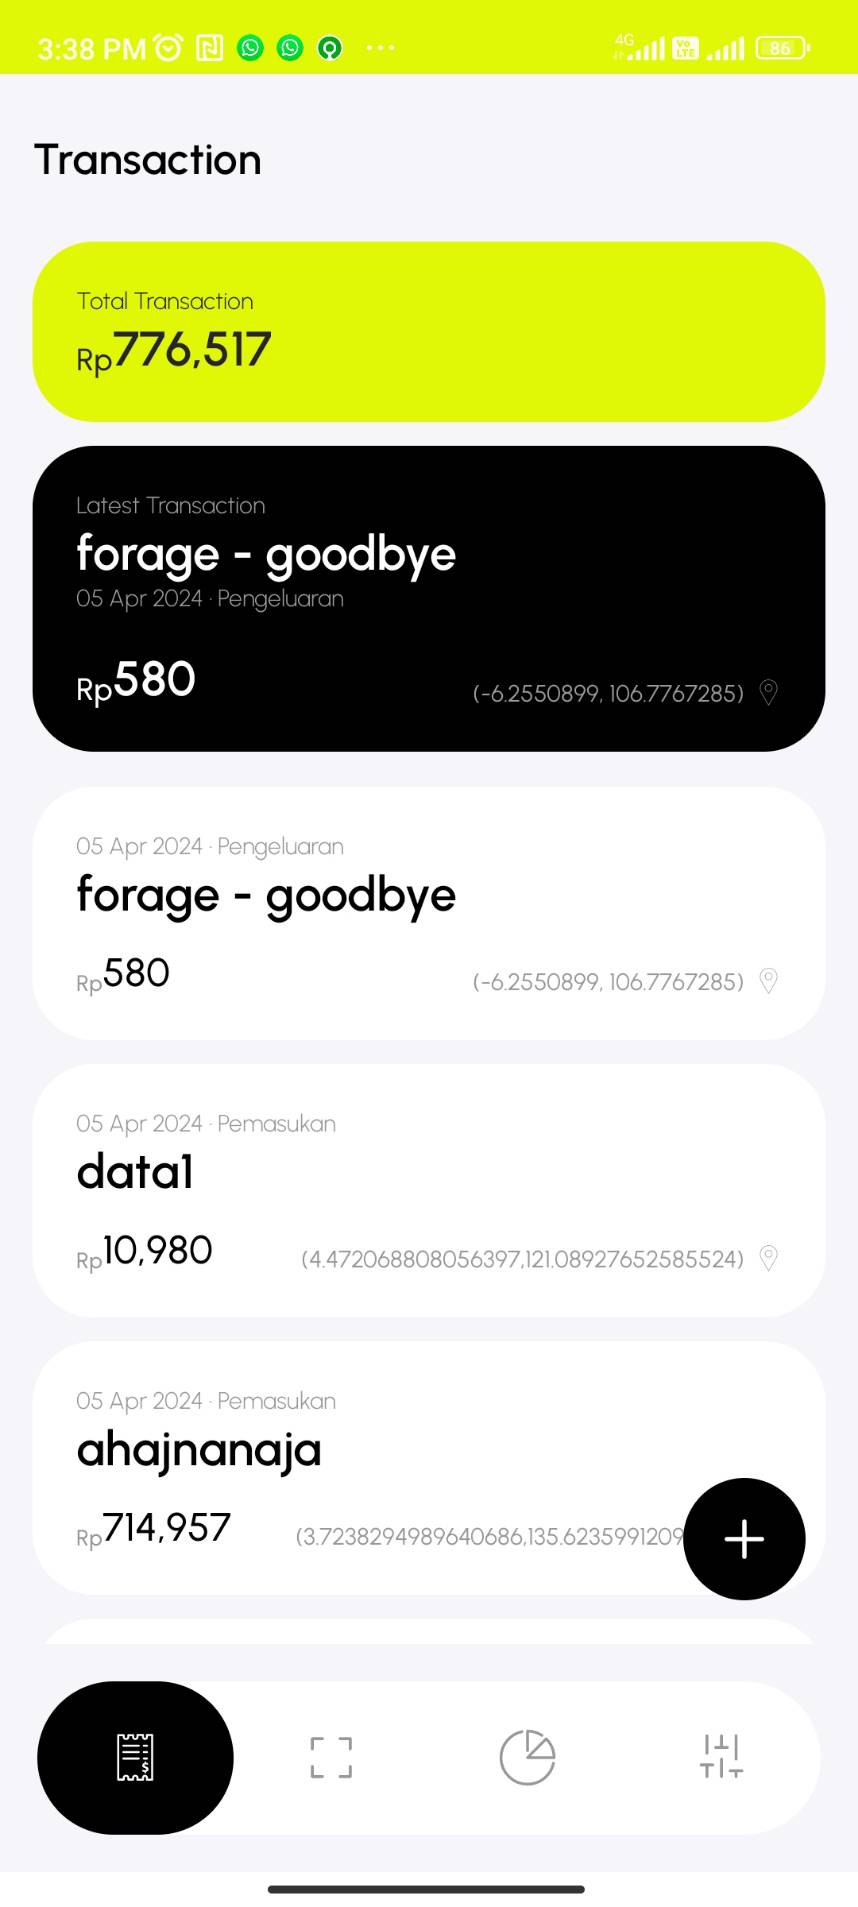 3:38 PM
4G
Vo LTE
86
Transaction
Total Transaction
Rp776,517
Latest Transaction
forage - goodbye
05 Apr 2024 · Pengeluaran
Rp580 (-6.2550899, 106.7767285)
05 Apr 2024 · Pengeluaran
forage - goodbye
Rp580 (-6.2550899, 106.7767285)
05 Apr 2024 · Pemasukan
data1
Rp10,980 (4.472068808056397,121.08927652585524)
05 Apr 2024 · Pemasukan
ahajnanaja
Rp714,957 (3.7238294989640686,135.6235991209